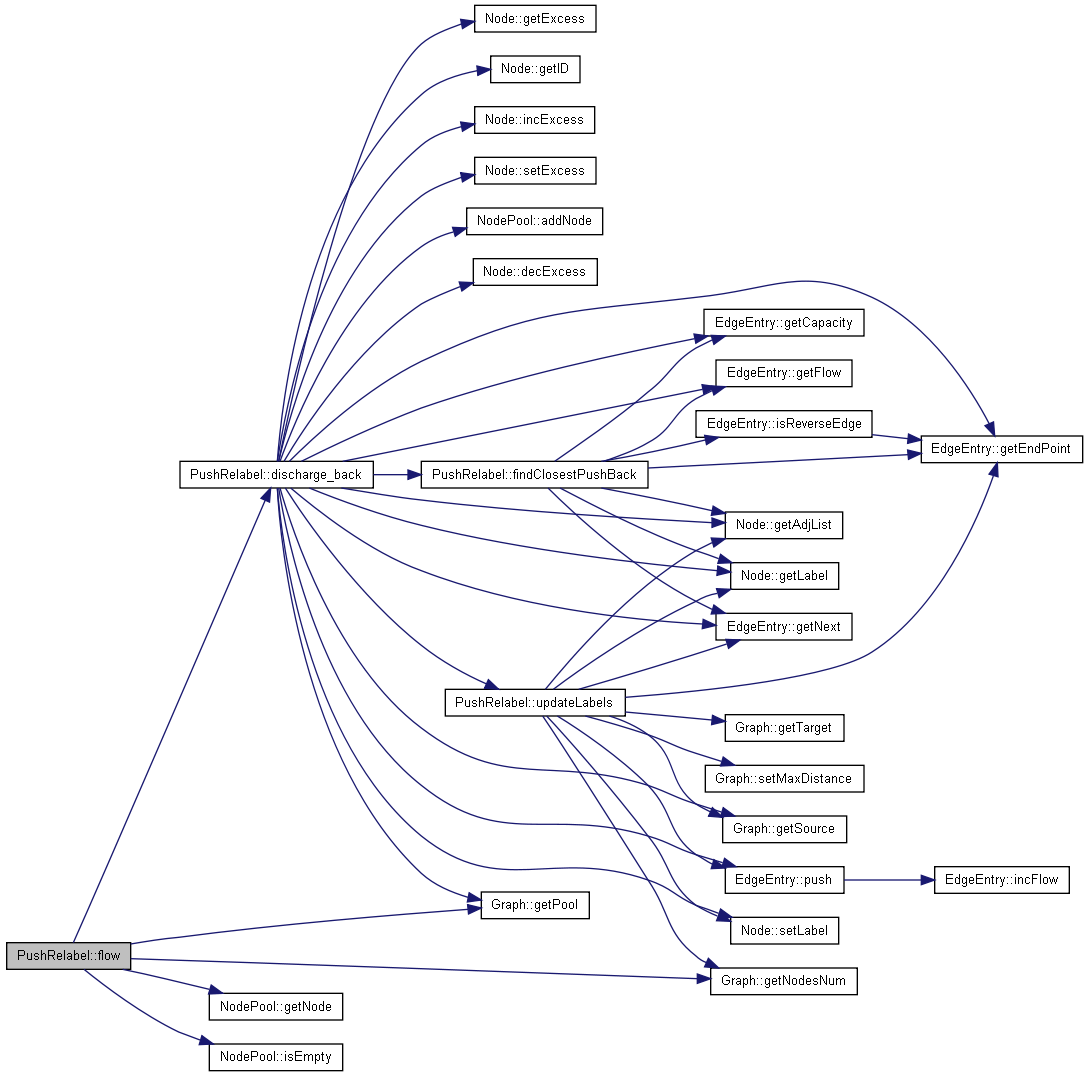 Node::getExcess
Node::getID
Node::incExcess
Node::setExcess
NodePool::addNode
Node::decExcess
EdgeEntry::getCapacity
EdgeEntry::getFlow
EdgeEntry::isReverseEdge
EdgeEntry::getEndPoint
PushRelabel::discharge_back
PushRelabel::findClosestPushBack
Node::getAdjList
Node::getLabel
EdgeEntry::getNext
PushRelabel::updateLabels
Graph::getTarget
Graph::setMaxDistance
Graph::getSource
EdgeEntry::push
EdgeEntry::incFlow
Graph::getPool
Node::setLabel
PushRelabel::flow
Graph::getNodesNum
NodePool::getNode
NodePool::isEmpty